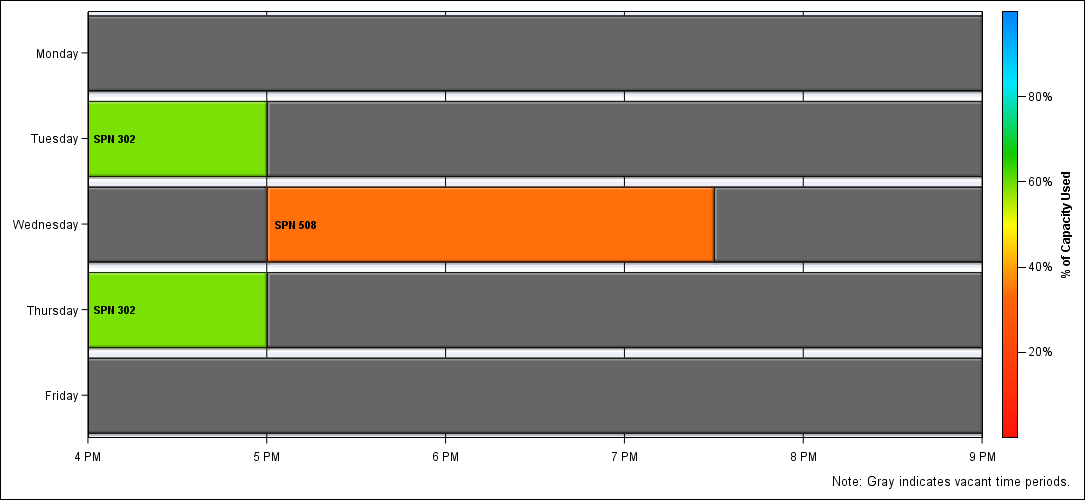 Monday
Tuesday
SPN 302
Wednesday
SPN 508
Thursday
SPN 302
Friday
4 PM
5 PM
6 PM
7 PM
8 PM
9 PM
80%
60%
40%
20%
% of Capacity Used
Note: Gray indicates vacant time periods.